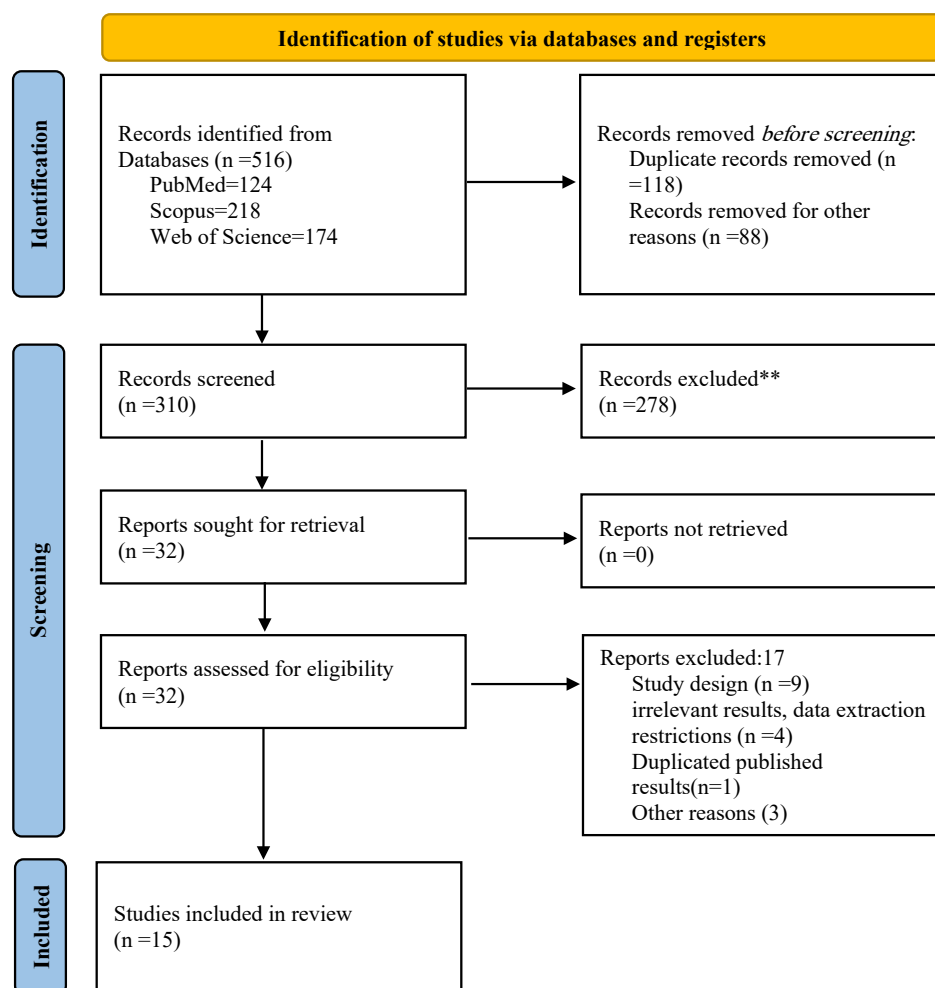 Identification of studies via databases and registers
Identification
Records identified from
Databases (n =516)
PubMed=124
Scopus=218
Web of Science=174
Records removed before screening:
Duplicate records removed (n
=118)
Records removed for other
reasons (n =88)
Screening
Records screened
(n =310)
Records excluded**
(n =278)
Reports sought for retrieval
(n =32)
Reports not retrieved
(n =0)
Reports assessed for eligibility
(n =32)
Reports excluded:17
Study design (n =9)
irrelevant results, data extraction
restrictions (n =4)
Duplicated published
results(n=1)
Other reasons (3)
Included
Studies included in review
(n =15)